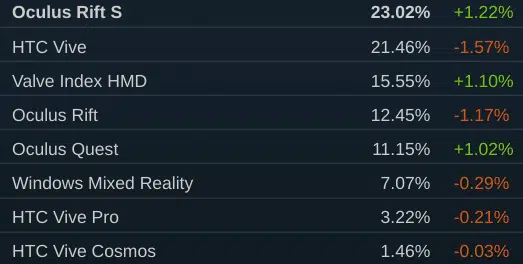 Oculus Rift S 23.02% +1.22%
HTC Vive 21.46% -1.57%
Valve Index HMD 15.55% +1.10%
Oculus Rift 12.45% -1.17%
Oculus Quest 11.15% +1.02%
Windows Mixed Reality 7.07% -0.29%
HTC Vive Pro 3.22% -0.21%
HTC Vive Cosmos 1.46% -0.03%